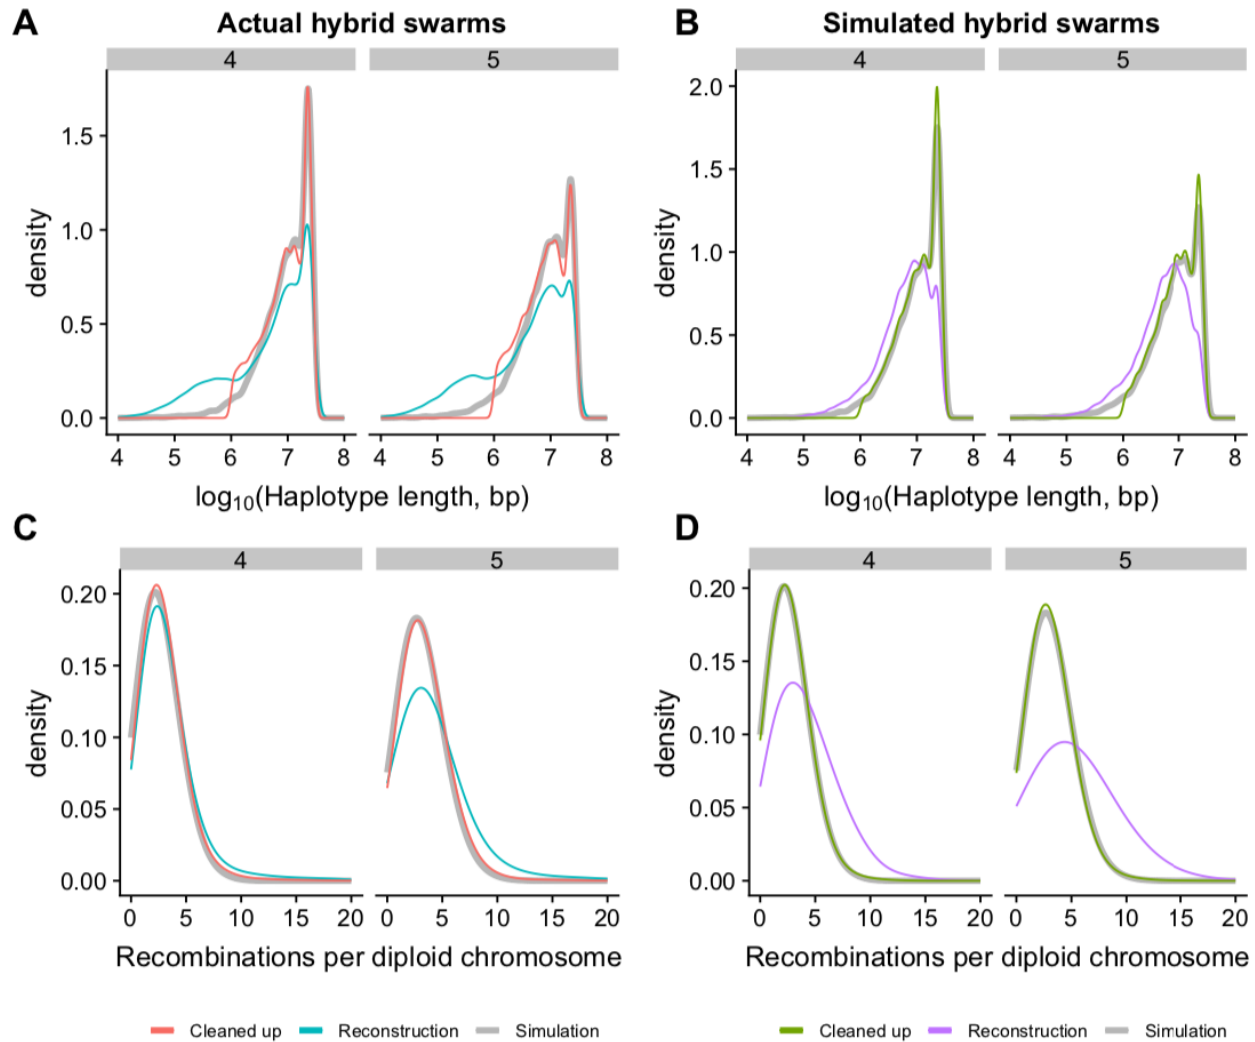 A Actual hybrid swarms
4 5
density
1.5
1.0
0.5
0.0
4 5 6 7 8 4 5 6 7 8
log10(Haplotype length, bp)
B Simulated hybrid swarms
4 5
density
2.0
1.5
1.0
0.5
0.0
4 5 6 7 8 4 5 6 7 8
log10(Haplotype length, bp)
C
4 5
density
0.20
0.15
0.10
0.05
0.00
0 5 10 15 20 0 5 10 15 20
Recombinations per diploid chromosome
Cleaned up Reconstruction Simulation
D
4 5
density
0.20
0.15
0.10
0.05
0.00
0 5 10 15 20 0 5 10 15 20
Recombinations per diploid chromosome
Cleaned up Reconstruction Simulation